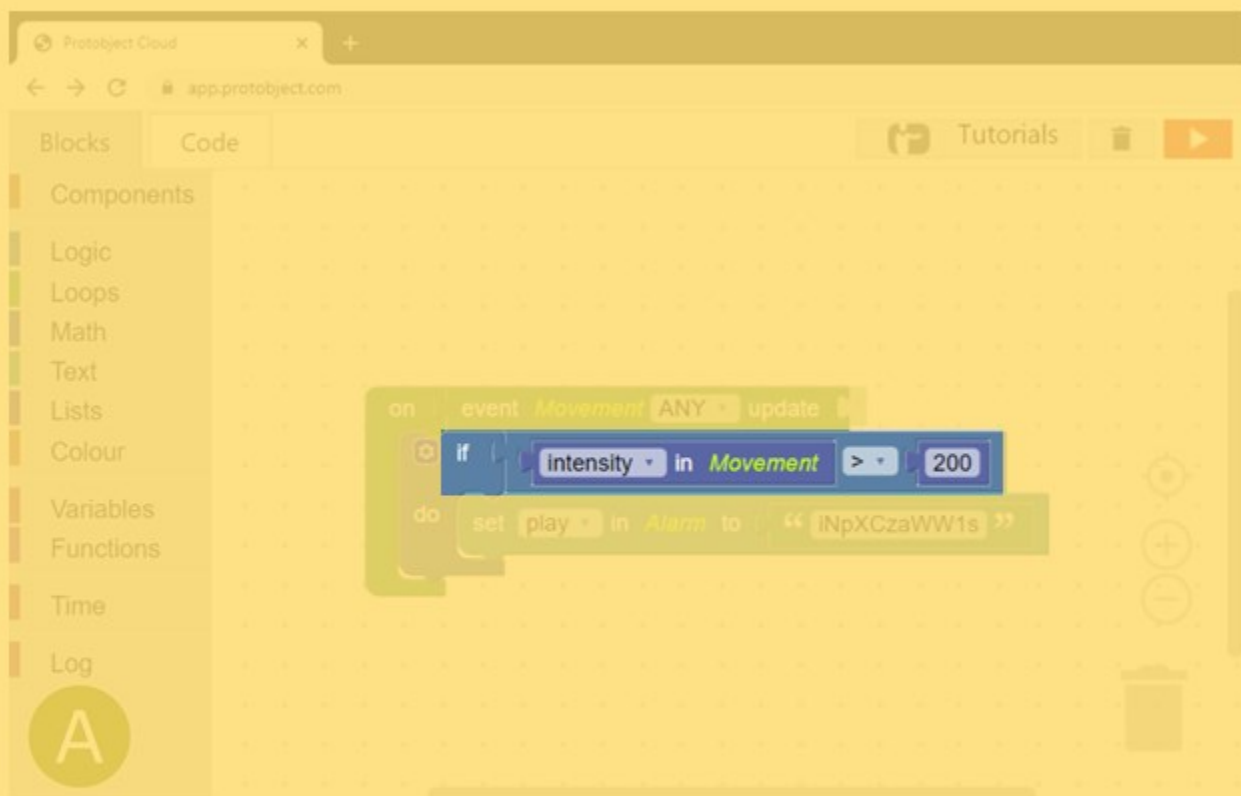 Protobject Cloud × +
app.protobject.com
Blocks Code Tutorials
Components
Logic
Loops
Math
Text
Lists
Colour
Variables
Functions
Time
Log
A
on event Movement ANY update
if intensity in Movement > 200
do set play in Alarm to “ iNpXCzaWW1s ”